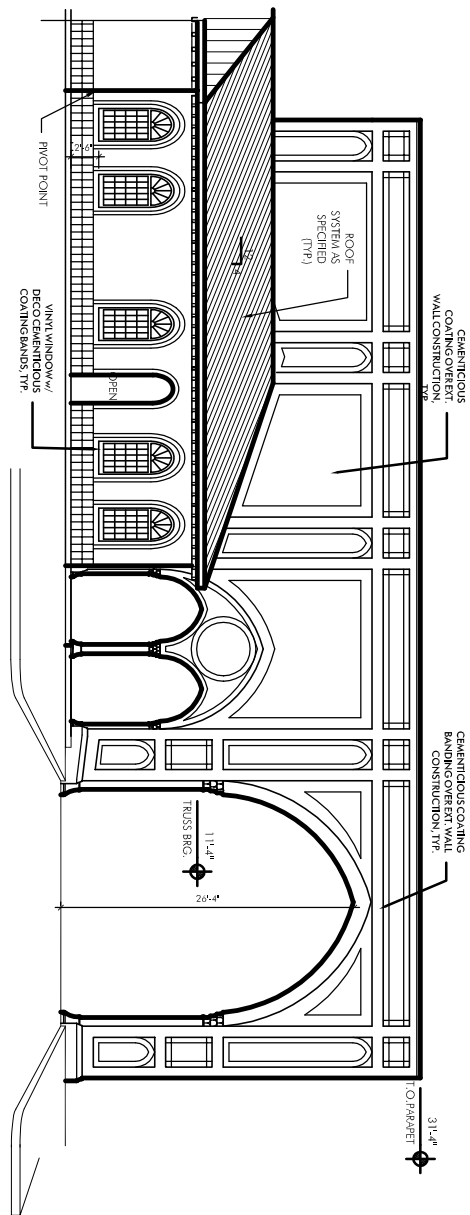 CEMENTICIOUS
COATING OVER EXT.
WALL CONSTRUCTION,
TYP.
CEMENTICIOUS COATING
BANDING OVER EXT. WALL
CONSTRUCTION, TYP.
31'-4"
T.O. PARAPET
ROOF
SYSTEM AS
SPECIFIED
(TYP.)
12
4
11'-4"
TRUSS BRG.
26'-4"
OPEN
2'-6"
PIVOT POINT
VINYL WINDOW w/
DECO CEMENTICIOUS
COATING BANDS, TYP.